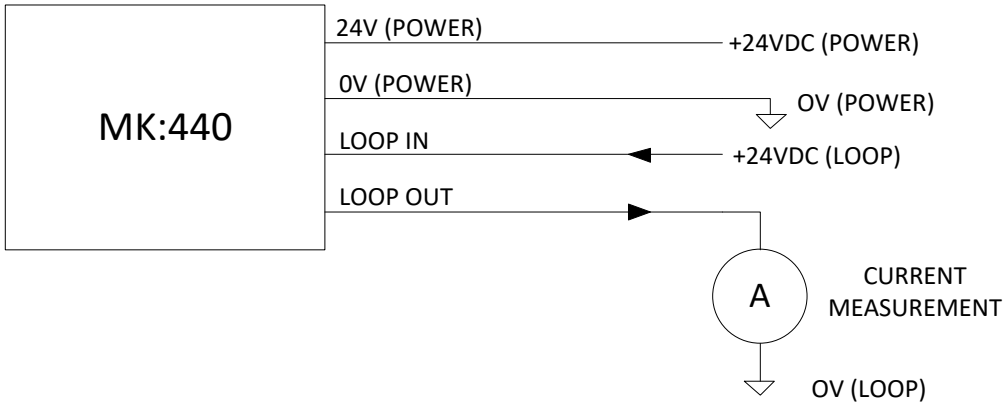 24V (POWER)
+24VDC (POWER)
0V (POWER)
OV (POWER)
MK:440
LOOP IN
+24VDC (LOOP)
LOOP OUT
A
CURRENT
MEASUREMENT
OV (LOOP)